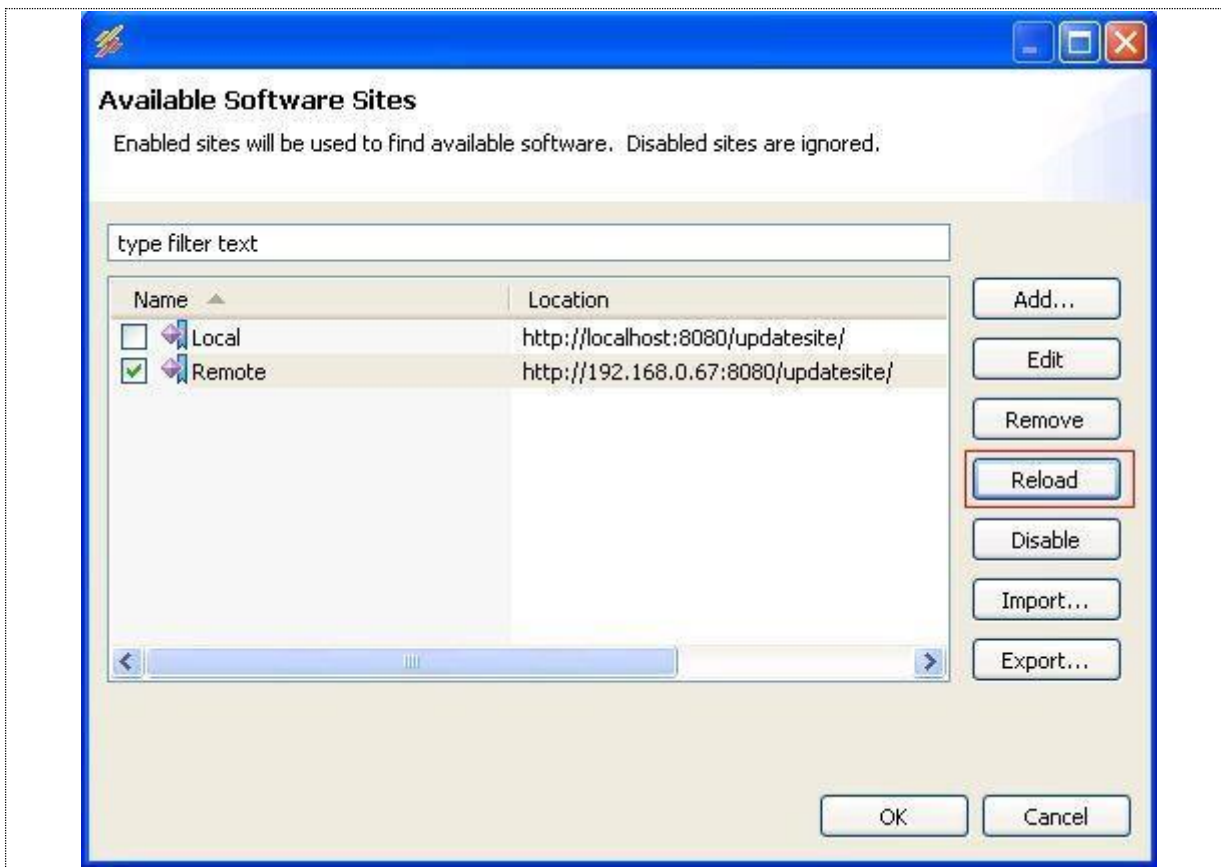 Available Software Sites
Enabled sites will be used to find available software. Disabled sites are ignored.
type filter text
Name Location
Local http://localhost:8080/updatesite/
Remote http://192.168.0.67:8080/updatesite/
Add...
Edit
Remove
Reload
Disable
Import...
Export...
OK Cancel